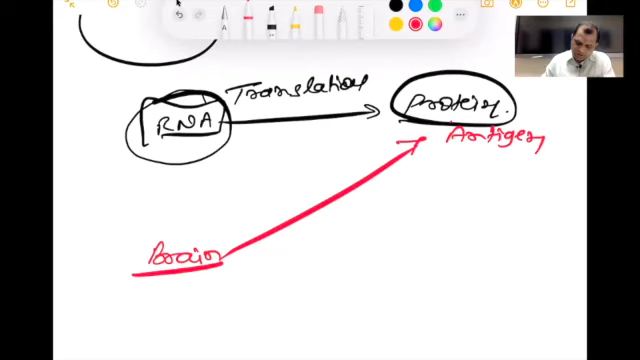 Translation
RNA
Protein.
Antigen
Brain